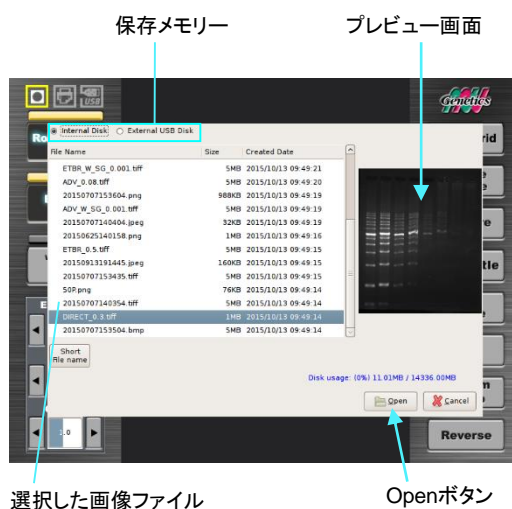 保存メモリー
プレビュー画面
USB
Genetics
Internal Disk
External USB Disk
File Name Size Created Date
ETBR_W_SG_0.001.tiff 5MB 2015/10/13 09:49:21
ADV_0.08.tiff 5MB 2015/10/13 09:49:20
20150707153604.png 988KB 2015/10/13 09:49:19
ADV_W_SG_0.001.tiff 5MB 2015/10/13 09:49:19
20150707140404.jpeg 32KB 2015/10/13 09:49:19
20150625140158.png 1MB 2015/10/13 09:49:16
ETBR_0.5.tiff 5MB 2015/10/13 09:49:15
20150913191445.jpeg 160KB 2015/10/13 09:49:15
20150707153435.tiff 5MB 2015/10/13 09:49:15
50P.png 76KB 2015/10/13 09:49:14
20150707140354.tiff 5MB 2015/10/13 09:49:14
DIRECT_0.3.tiff 1MB 2015/10/13 09:49:14
20150707153504.bmp 5MB 2015/10/13 09:49:14
Short
File name
Disk usage: (0%) 11.01MB / 14336.00MB
Open
Cancel
Reverse
選択した画像ファイル
Openボタン